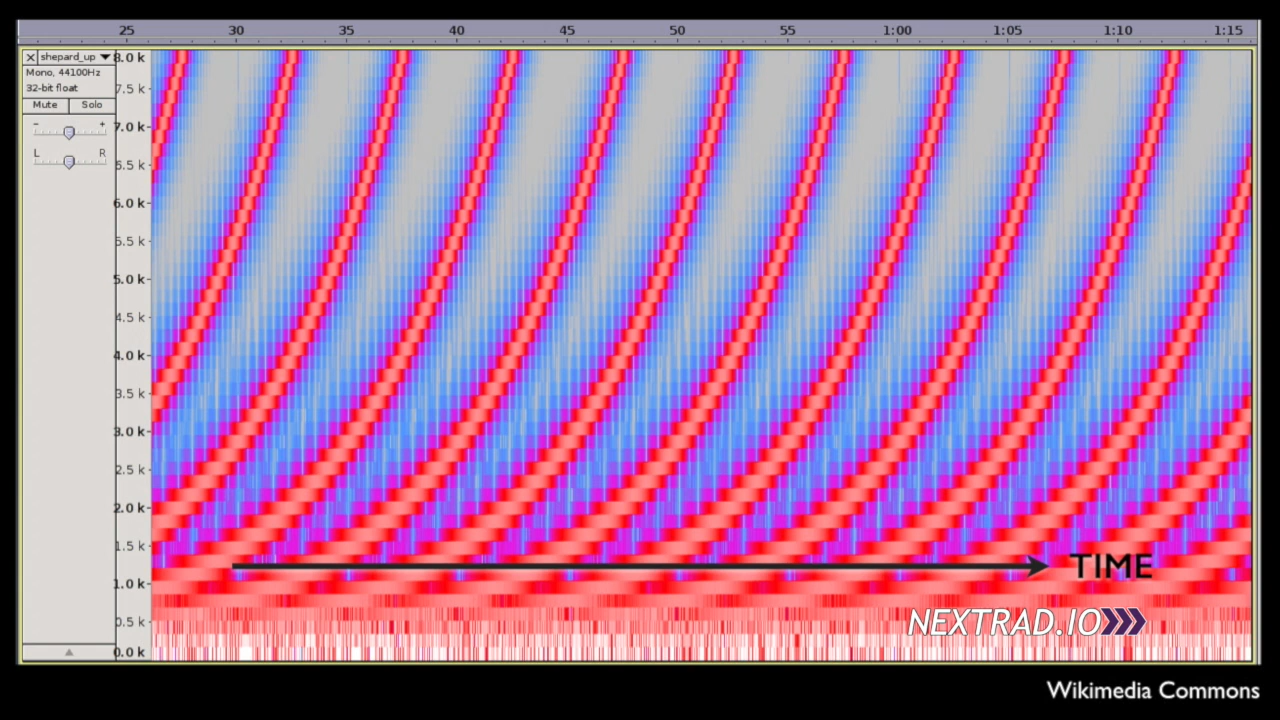 25 30 35 40 45 50 55 1:00 1:05 1:10 1:15
shepard_up
Mono, 44100Hz
32-bit float
Mute Solo
- +
L R
8.0 k
7.5 k
7.0 k
6.5 k
6.0 k
5.5 k
5.0 k
4.5 k
4.0 k
3.5 k
3.0 k
2.5 k
2.0 k
1.5 k
1.0 k
0.5 k
0.0 k
TIME
NEXTRAD.IO
Wikimedia Commons